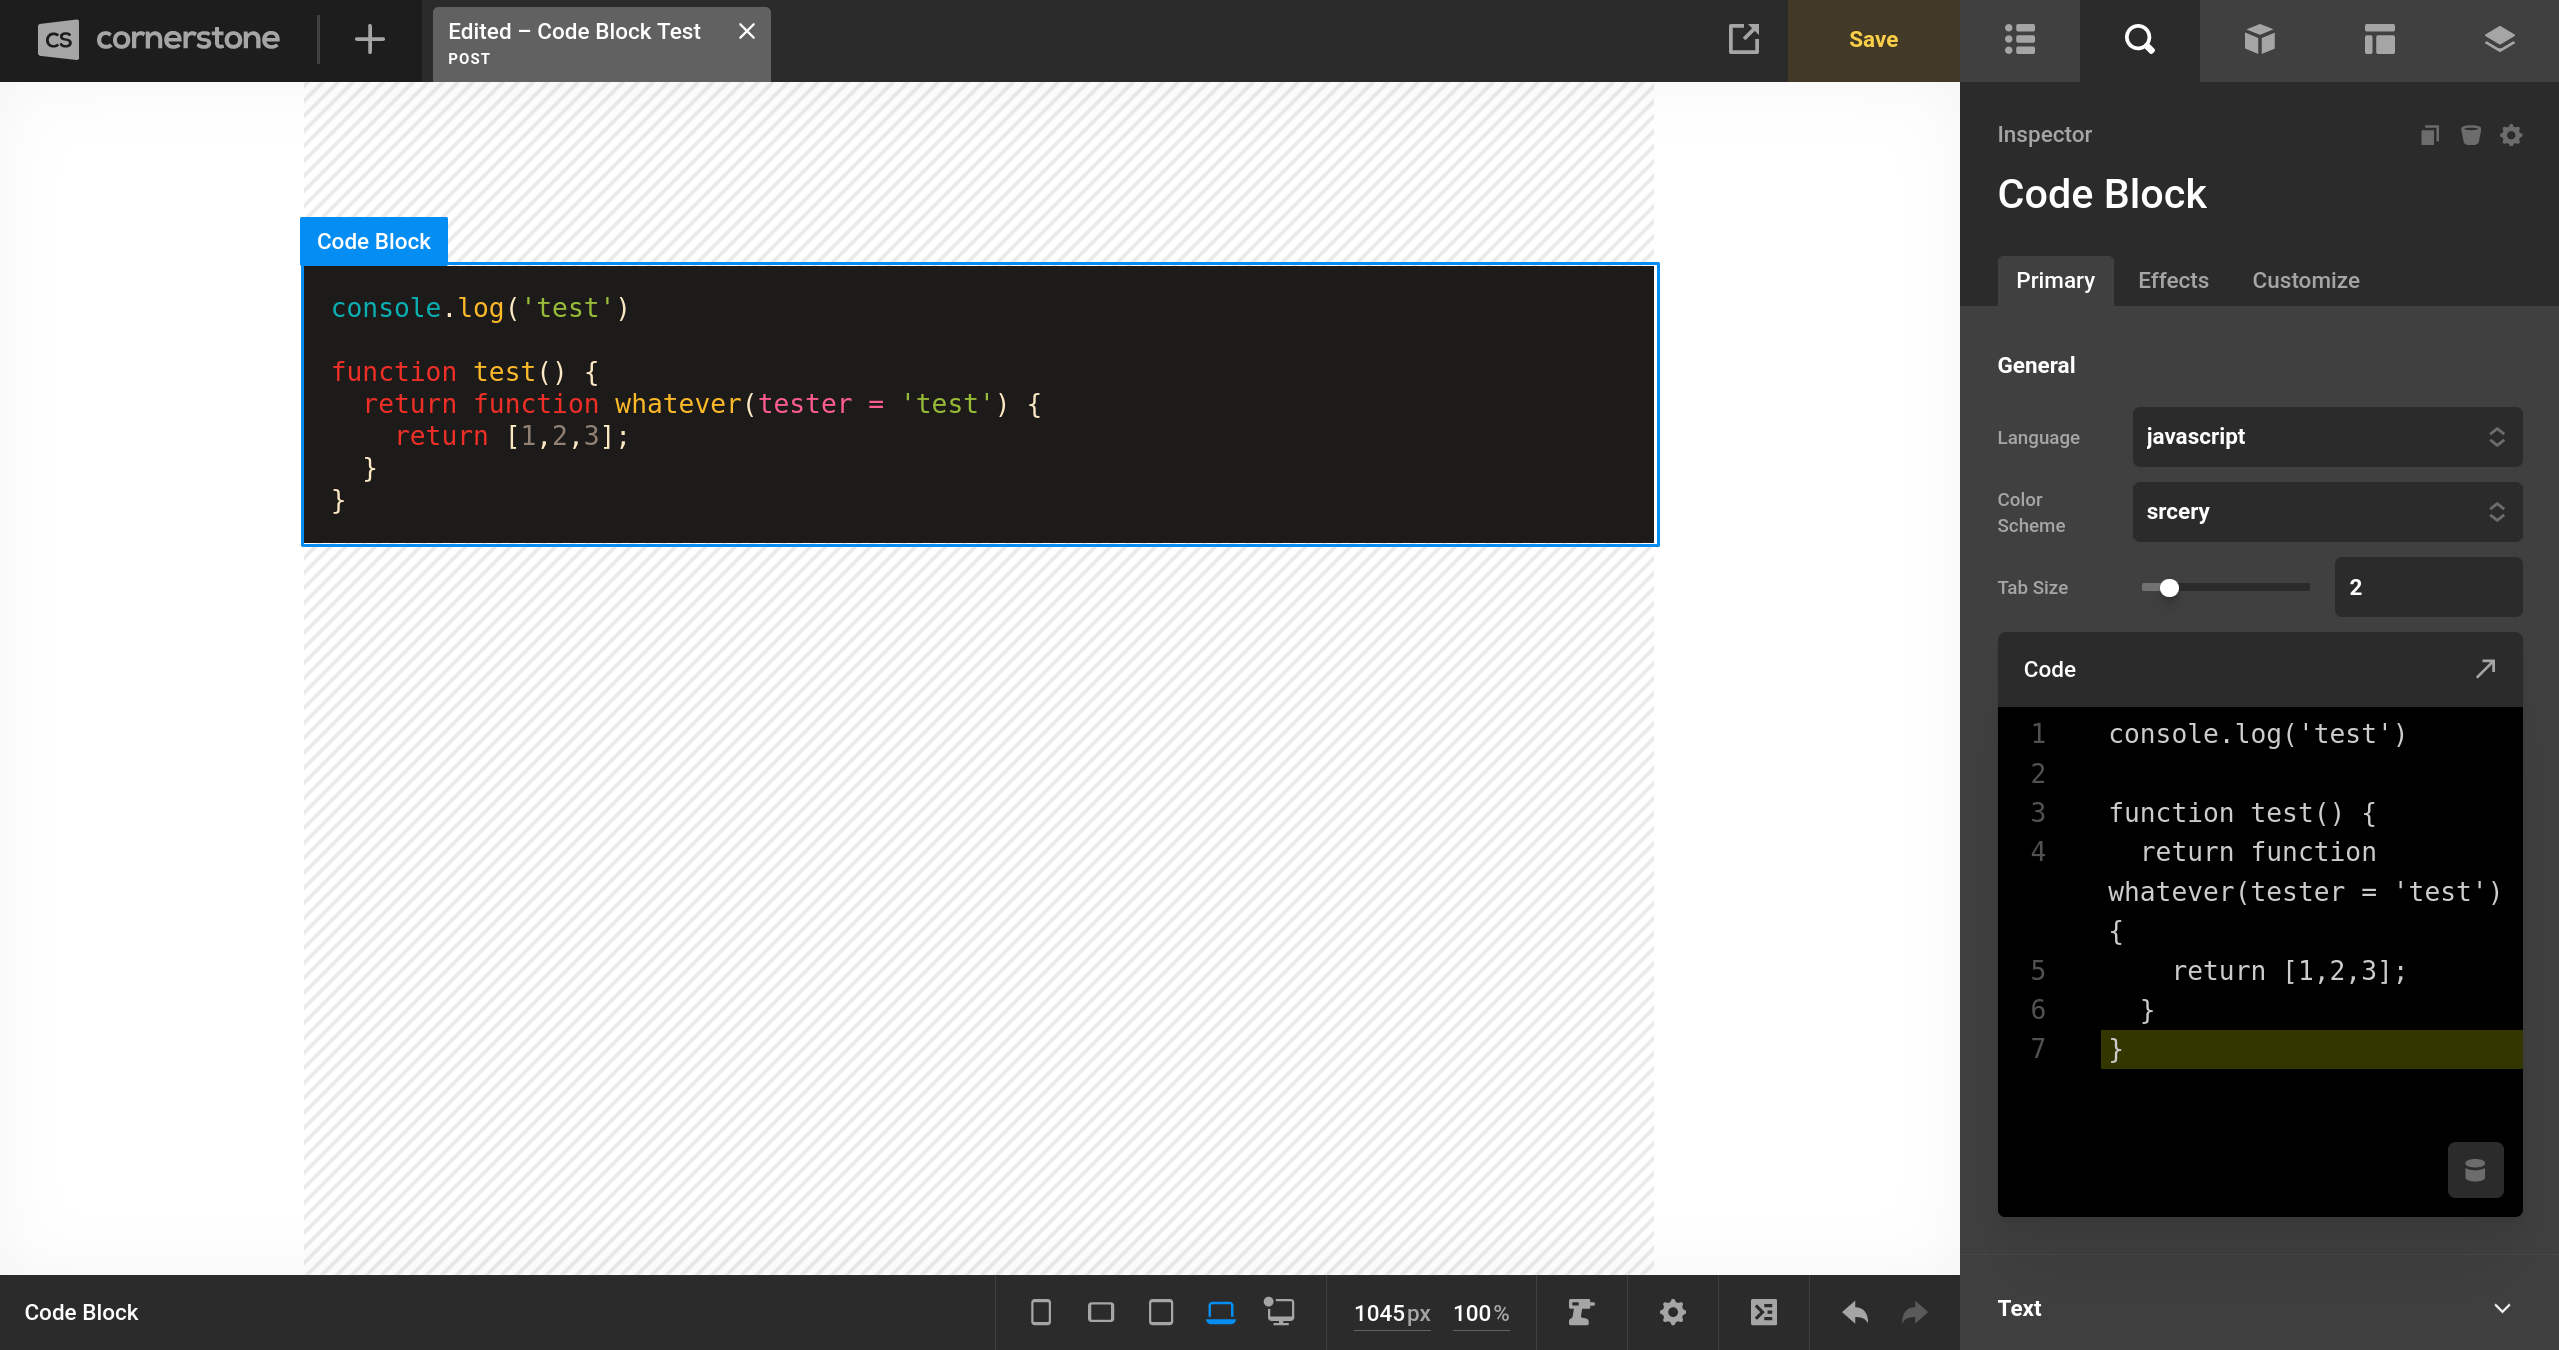 CS cornerstone
Edited – Code Block Test
POST
Save
Code Block
console.log('test')
function test() {
  return function whatever(tester = 'test') {
    return [1,2,3];
  }
}
Inspector
Code Block
Primary Effects Customize
General
Language javascript
Color
Scheme
srcery
Tab Size 2
Code
1 console.log('test')
2
3 function test() {
4   return function
whatever(tester = 'test')
{
5     return [1,2,3];
6   }
7 }
Code Block
1045px 100%
Text